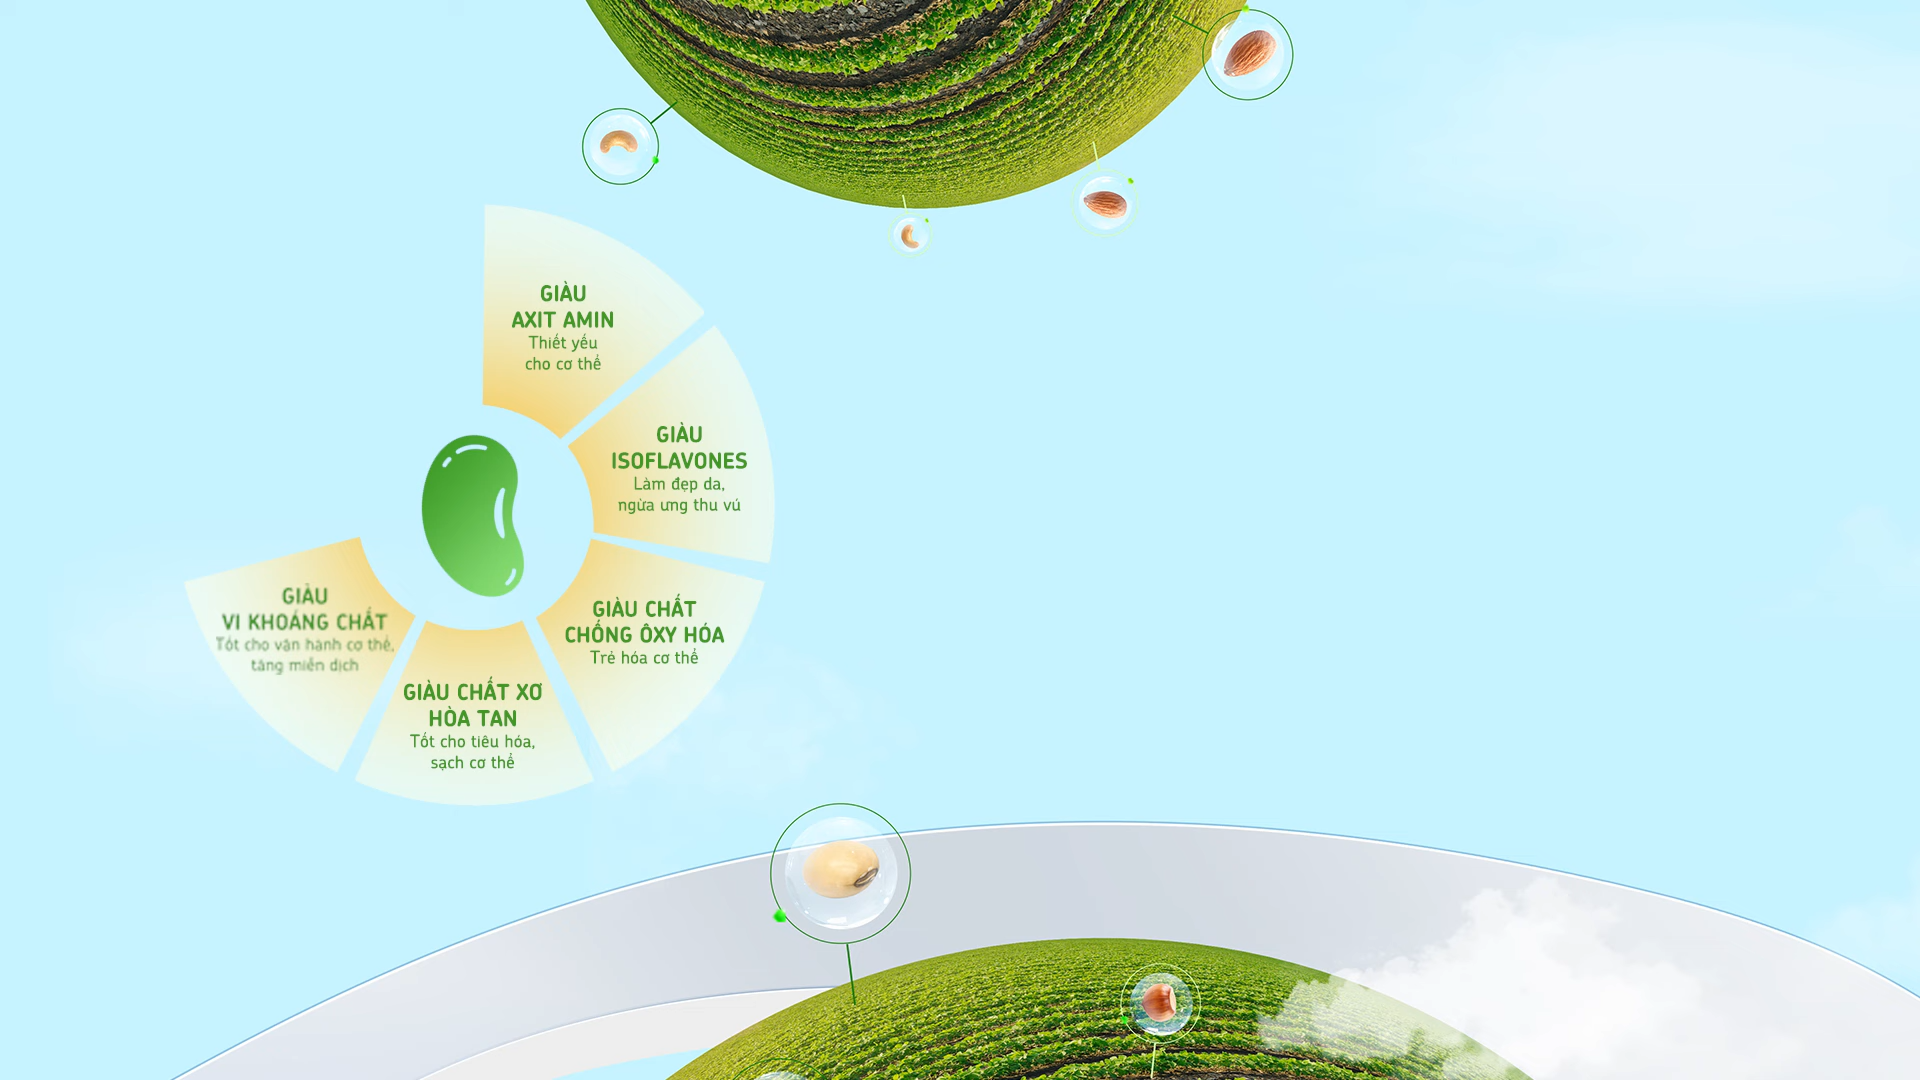 GIÀU
AXIT AMIN
Thiết yếu
cho cơ thể
GIÀU
ISOFLAVONES
Làm đẹp da,
ngừa ung thu vú
GIÀU CHẤT
CHỐNG ÔXY HÓA
Trẻ hóa cơ thể
GIÀU CHẤT XƠ
HÒA TAN
Tốt cho tiêu hóa,
sạch cơ thể
GIÀU
VI KHOÁNG CHẤT
Tốt cho vận hành cơ thể,
tăng miễn dịch